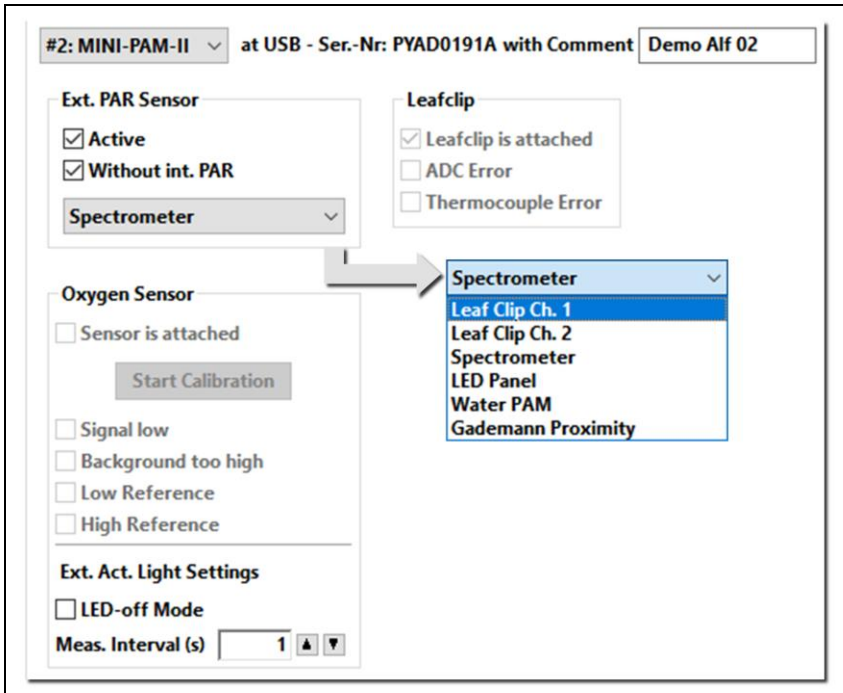 #2: MINI-PAM-II at USB - Ser.-Nr: PYAD0191A with Comment Demo Alf 02
Ext. PAR Sensor
Active
Without int. PAR
Spectrometer
Leafclip
Leafclip is attached
ADC Error
Thermocouple Error
Spectrometer
Leaf Clip Ch. 1
Leaf Clip Ch. 2
Spectrometer
LED Panel
Water PAM
Gademann Proximity
Oxygen Sensor
Sensor is attached
Start Calibration
Signal low
Background too high
Low Reference
High Reference
Ext. Act. Light Settings
LED-off Mode
Meas. Interval (s) 1